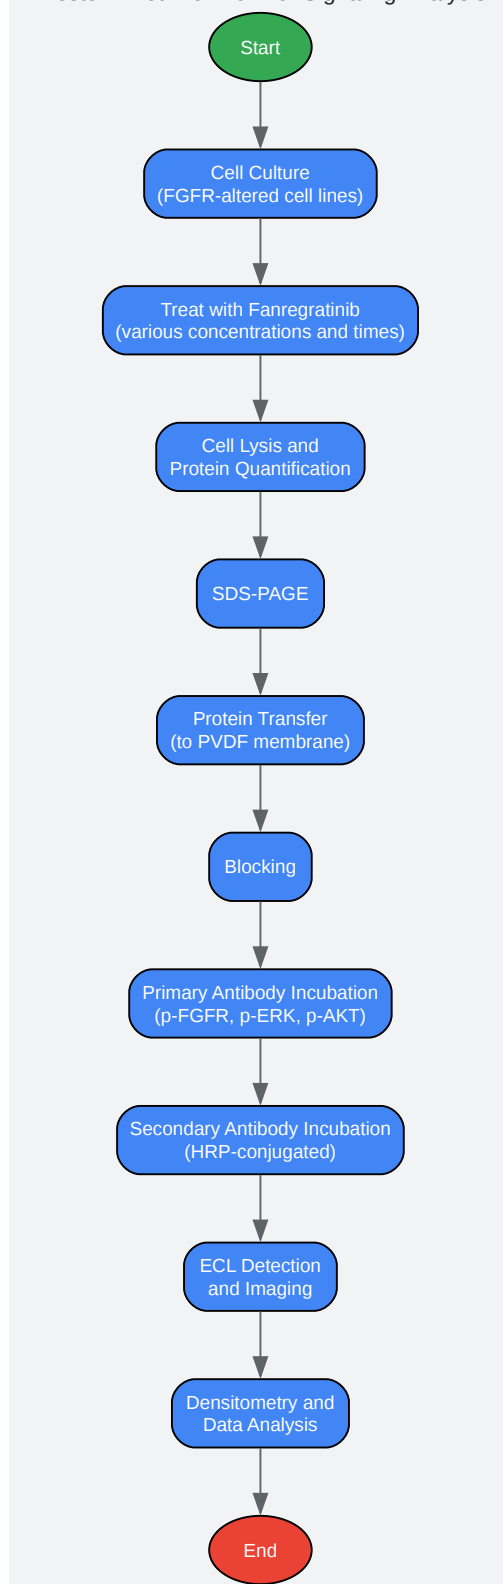 Start
Cell Culture
(FGFR-altered cell lines)
Treat with Fanregratinib
(various concentrations and times)
Cell Lysis and
Protein Quantification
SDS-PAGE
Protein Transfer
(to PVDF membrane)
Blocking
Primary Antibody Incubation
(p-FGFR, p-ERK, p-AKT)
Secondary Antibody Incubation
(HRP-conjugated)
ECL Detection
and Imaging
Densitometry and
Data Analysis
End